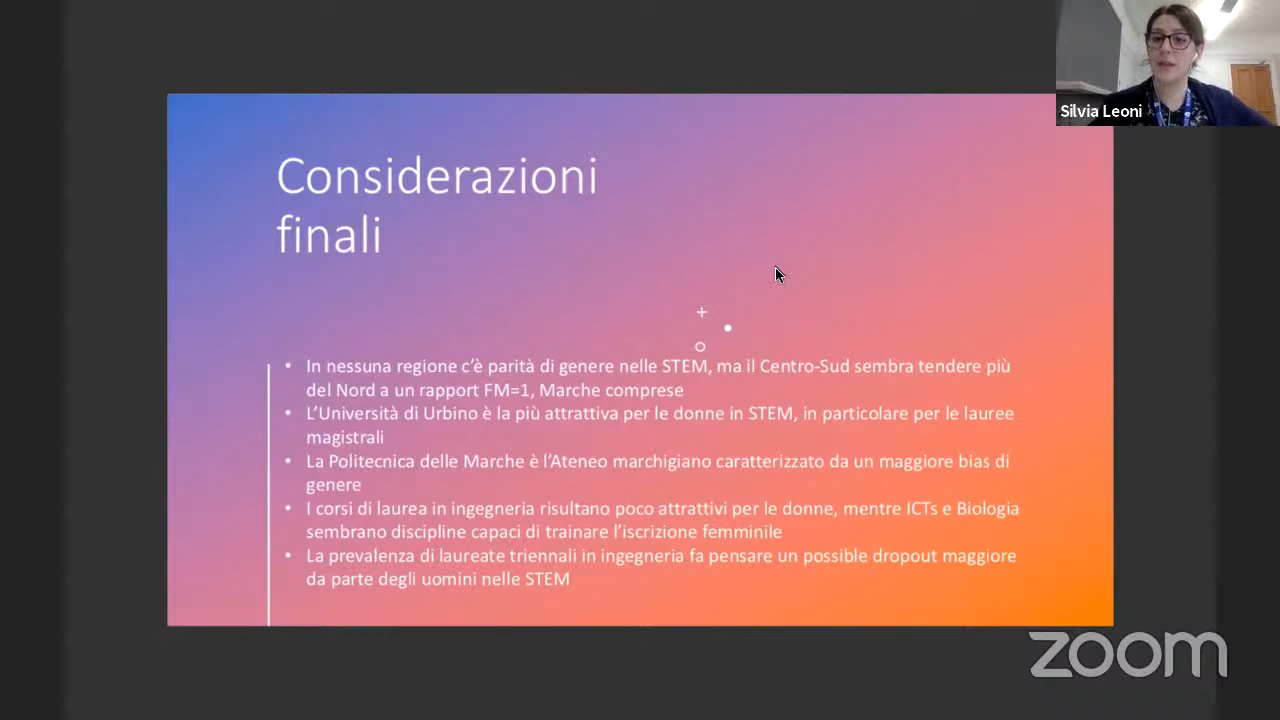 Silvia Leoni
Considerazioni
finali
• In nessuna regione c'è parità di genere nelle STEM, ma il Centro-Sud sembra tendere più
del Nord a un rapport FM=1, Marche comprese
• L'Università di Urbino è la più attrattiva per le donne in STEM, in particolare per le lauree
magistrali
• La Politecnica delle Marche è l'Ateneo marchigiano caratterizzato da un maggiore bias di
genere
• I corsi di laurea in ingegneria risultano poco attrattivi per le donne, mentre ICTs e Biologia
sembrano discipline capaci di trainare l'iscrizione femminile
• La prevalenza di laureate triennali in ingegneria fa pensare un possibile dropout maggiore
da parte degli uomini nelle STEM
zoom